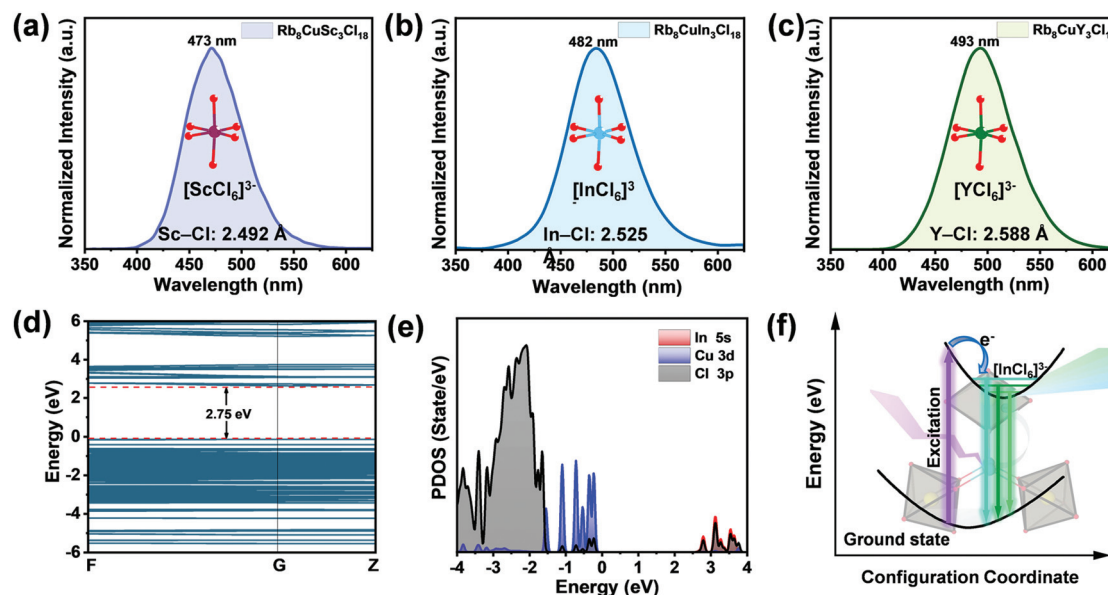 (a)
473 nm
Rb₈CuSc₃Cl₁₈
Normalized Intensity (a.u.)
[ScCl₆]³⁻
Sc–Cl: 2.492 Å
350 400 450 500 550 600
Wavelength (nm)
(b)
482 nm
Rb₈CuIn₃Cl₁₈
Normalized Intensity (a.u.)
[InCl₆]³
-
In–Cl: 2.525
Å
350 400 450 500 550 600
Wavelength (nm)
(c)
493 nm
Rb₈CuY₃Cl₁
Normalized Intensity (a.u.)
[YCl₆]³⁻
Y–Cl: 2.588 Å
350 400 450 500 550 600
Wavelength (nm)
(d)
Energy (eV)
6
4
2
0
-2
-4
-6
2.75 eV
F G Z
(e)
PDOS (State/eV)
In 5s
Cu 3d
Cl 3p
-4 -3 -2 -1 0 1 2 3 4
Energy (eV)
(f)
Energy (eV)
e⁻
[InCl₆]³⁻
Excitation
Ground state
Configuration Coordinate